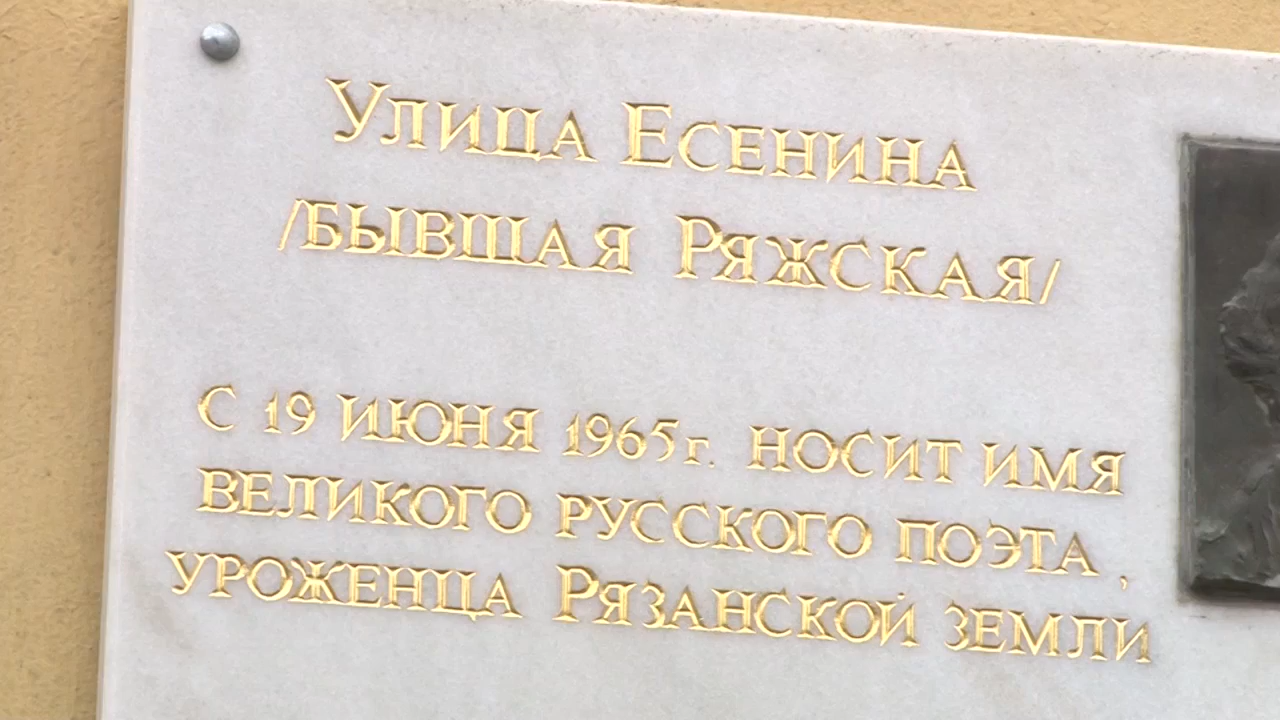 Улица Есенина
/бывшая Ряжская/
С 19 июня 1965г. носит имя
великого русского поэта,
уроженца Рязанской земли